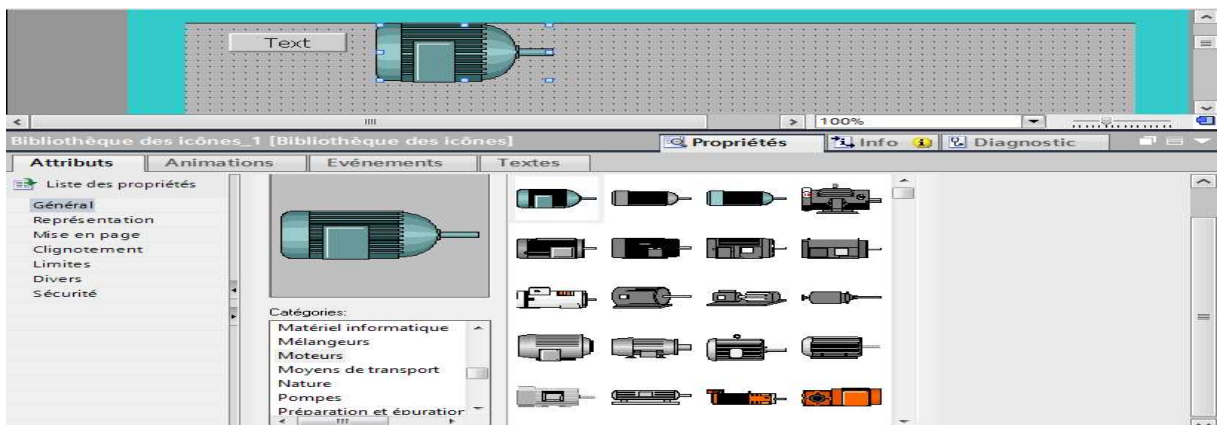 Text
100%
Bibliothèque des icônes_1 [Bibliothèque des icônes]
Propriétés
Info
Diagnostic
Attributs
Animations
Evénements
Textes
Liste des propriétés
Général
Représentation
Mise en page
Clignotement
Limites
Divers
Sécurité
Catégories:
Matériel informatique
Mélangeurs
Moteurs
Moyens de transport
Nature
Pompes
Préparation et épuration